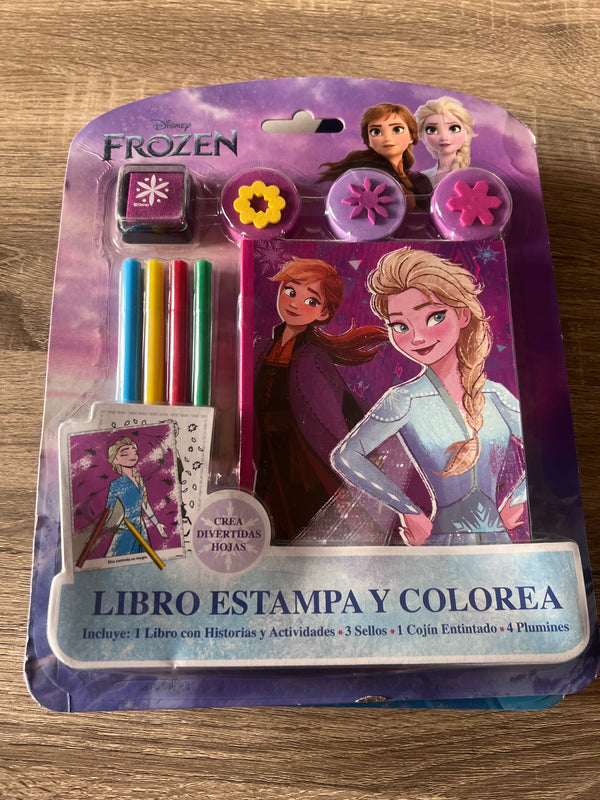 Disney
FROZEN
©Disney
CREA
DIVERTIDAS
HOJAS
LIBRO ESTAMPA Y COLOREA
Incluye: 1 Libro con Historias y Actividades * 3 Sellos * 1 Cojín Entintado * 4 Plumines